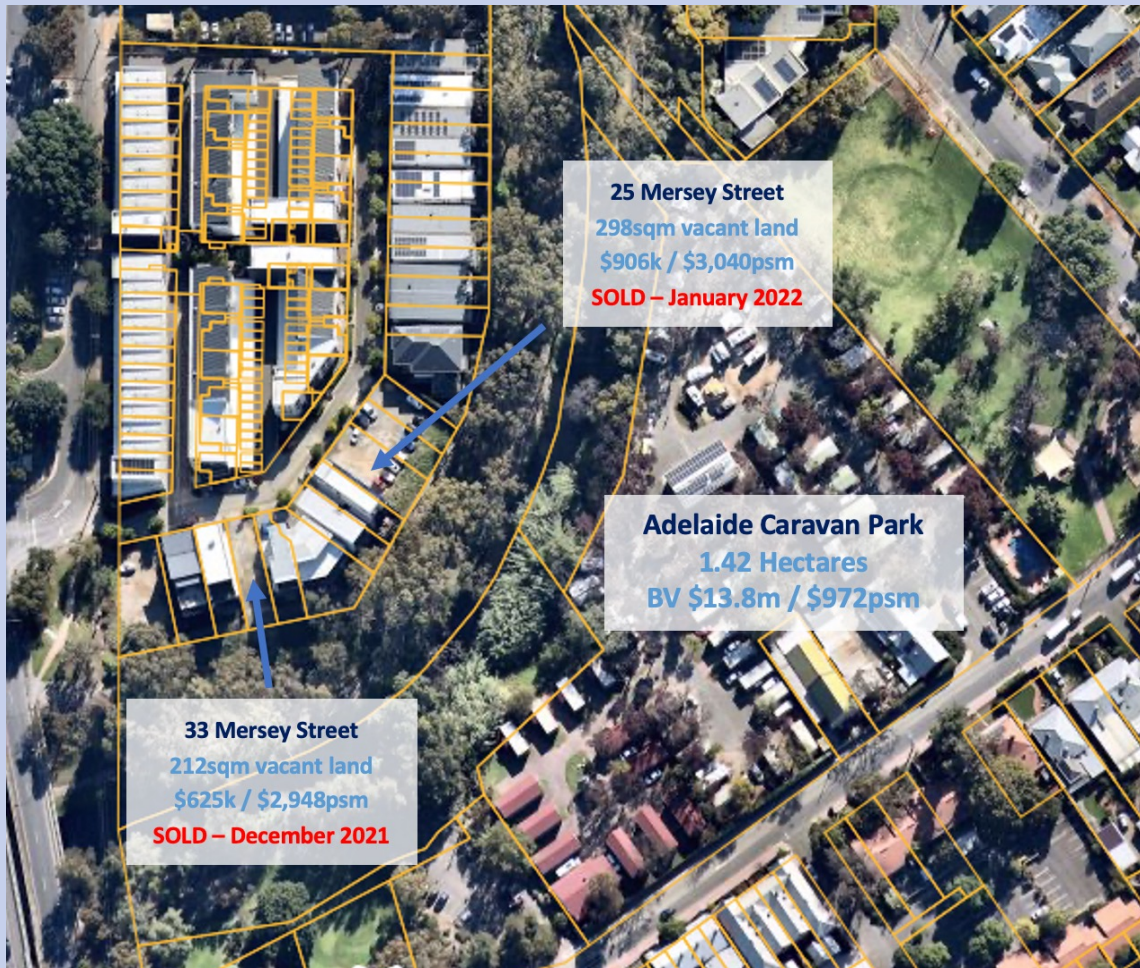 25 Mersey Street
298sqm vacant land
$906k / $3,040psm
SOLD – January 2022
Adelaide Caravan Park
1.42 Hectares
BV $13.8m / $972psm
33 Mersey Street
212sqm vacant land
$625k / $2,948psm
SOLD – December 2021